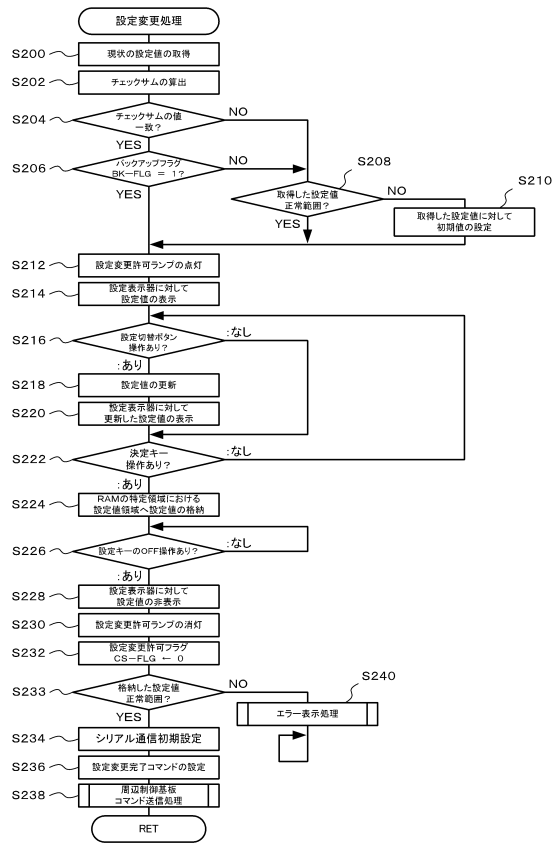 設定変更処理
S200
現状の設定値の取得
S202
チェックサムの算出
S204
チェックサムの値
一致?
NO
YES
S206
バックアップフラグ
BK-FLG = 1?
NO
YES
S208
取得した設定値
正常範囲?
NO
YES
S210
取得した設定値に対して
初期値の設定
S212
設定変更許可ランプの点灯
S214
設定表示器に対して
設定値の表示
S216
設定切替ボタン
操作あり?
:なし
:あり
S218
設定値の更新
S220
設定表示器に対して
更新した設定値の表示
S222
決定キー
操作あり?
:なし
:あり
S224
RAMの特定領域における
設定値領域へ設定値の格納
S226
設定キーのOFF操作あり?
:なし
:あり
S228
設定表示器に対して
設定値の非表示
S230
設定変更許可ランプの消灯
S232
設定変更許可フラグ
CS-FLG ← 0
S233
格納した設定値
正常範囲?
NO
YES
S240
エラー表示処理
S234
シリアル通信初期設定
S236
設定変更完了コマンドの設定
S238
周辺制御基板
コマンド送信処理
RET